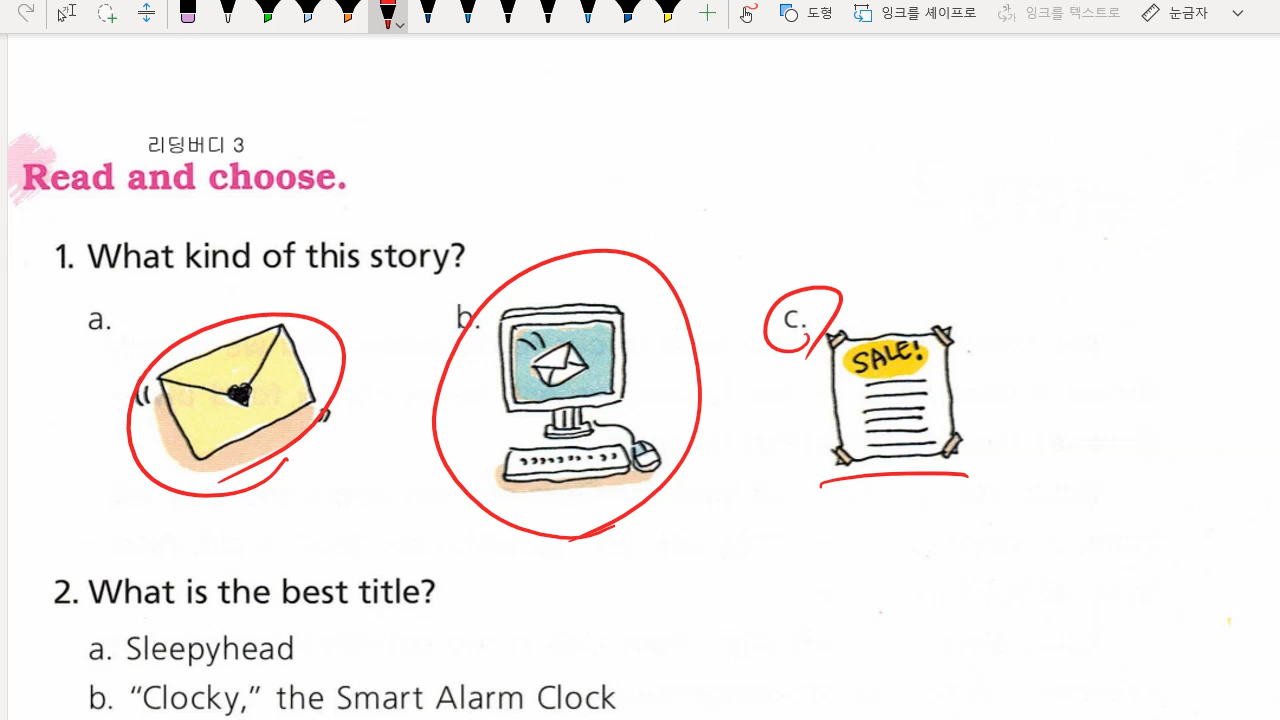 도형 잉크를 셰이프로 잉크를 텍스트로 눈금자
리딩버디 3
Read and choose.
1. What kind of this story?
a. b. c.
SALE!
2. What is the best title?
a. Sleepyhead
b. “Clocky,” the Smart Alarm Clock